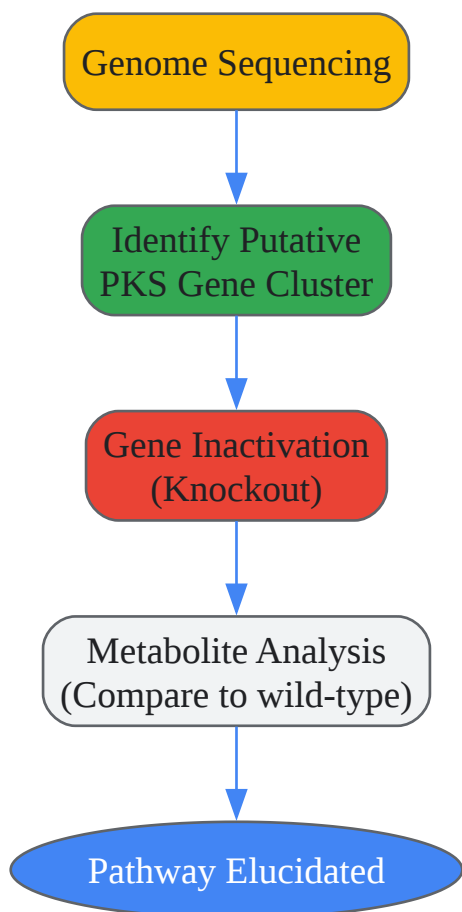 Genome Sequencing
Identify Putative
PKS Gene Cluster
Gene Inactivation
(Knockout)
Metabolite Analysis
(Compare to wild-type)
Pathway Elucidated